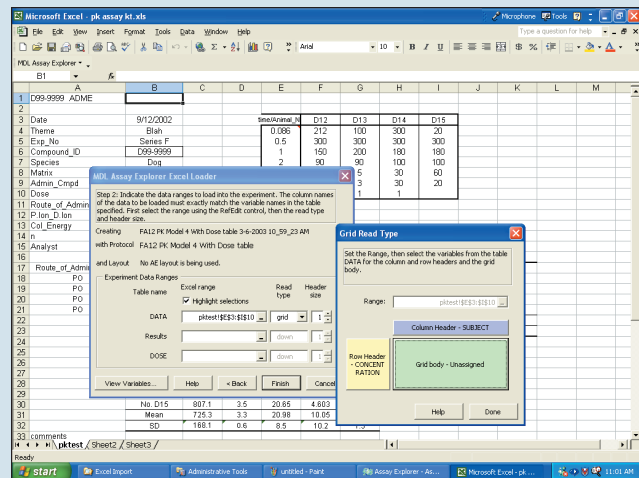 Microsoft Excel - pk assay kt.xls
Microphone Tools
File Edit View Insert Format Tools Data Window Help
Type a question for help
Arial 10 B I U $ %
MDL Assay Explorer
B1 fx
A B C D E F G H I J K L M
1 D99-9999 ADME
2
3 Date 9/12/2002 time/Animal_N D12 D13 D14 D15
4 Theme Blah 0.086 212 100 300 20
5 Exp_No Series F 0.5 300 300 300 300
6 Compound_ID D99-9999 1 150 200 180 180
7 Species Dog 2 90 90 100 100
8 Matrix 5 30 60
9 Admin_Cmpd 3 30 20
10 Dose 1 1
11 Route_of_Admin
12 P.Ion_D.Ion
13 Col_Energy
14 n
15 Analyst
16
17 Route_of_Admi
18 PO
19 PO
20 PO
21 PO
22
23
24
25
26
27
28
29
30 No. D15 807.1 3.5 20.65 4.603
31 Mean 725.3 3.3 20.98 10.05
32 SD 168.1 0.6 8.5 10.2 1.3
33 comments
MDL Assay Explorer Excel Loader
Step 2: Indicate the data ranges to load into the experiment. The column names
of the data to be loaded must exactly match the variable names in the table
specified. First select the range using the RefEdit control, then the read type
and header size.
Creating FA12 PK Model 4 With Dose table 3-6-2003 10_59_23 AM
with Protocol FA12 PK Model 4 With Dose table
and Layout No AE layout is being used.
Experiment Data Ranges
Table name Excel range Read type Header size
Highlight selections
DATA pktest!$E$3:$I$10 grid 1
Results down 1
DOSE down 1
View Variables... Help < Back Finish Cancel
Grid Read Type
Set the Range, then select the variables from the table
DATA for the column and row headers and the grid
body.
Range: pktest!$E$3:$I$10
Column Header - SUBJECT
Row Header
- CONCENT
RATION
Grid body - Unassigned
Help Done
pktest Sheet2 Sheet3
Ready
start Excel Import Administrative Tools untitled - Paint Assay Explorer - As... Microsoft Excel - pk ... 11:01 AM